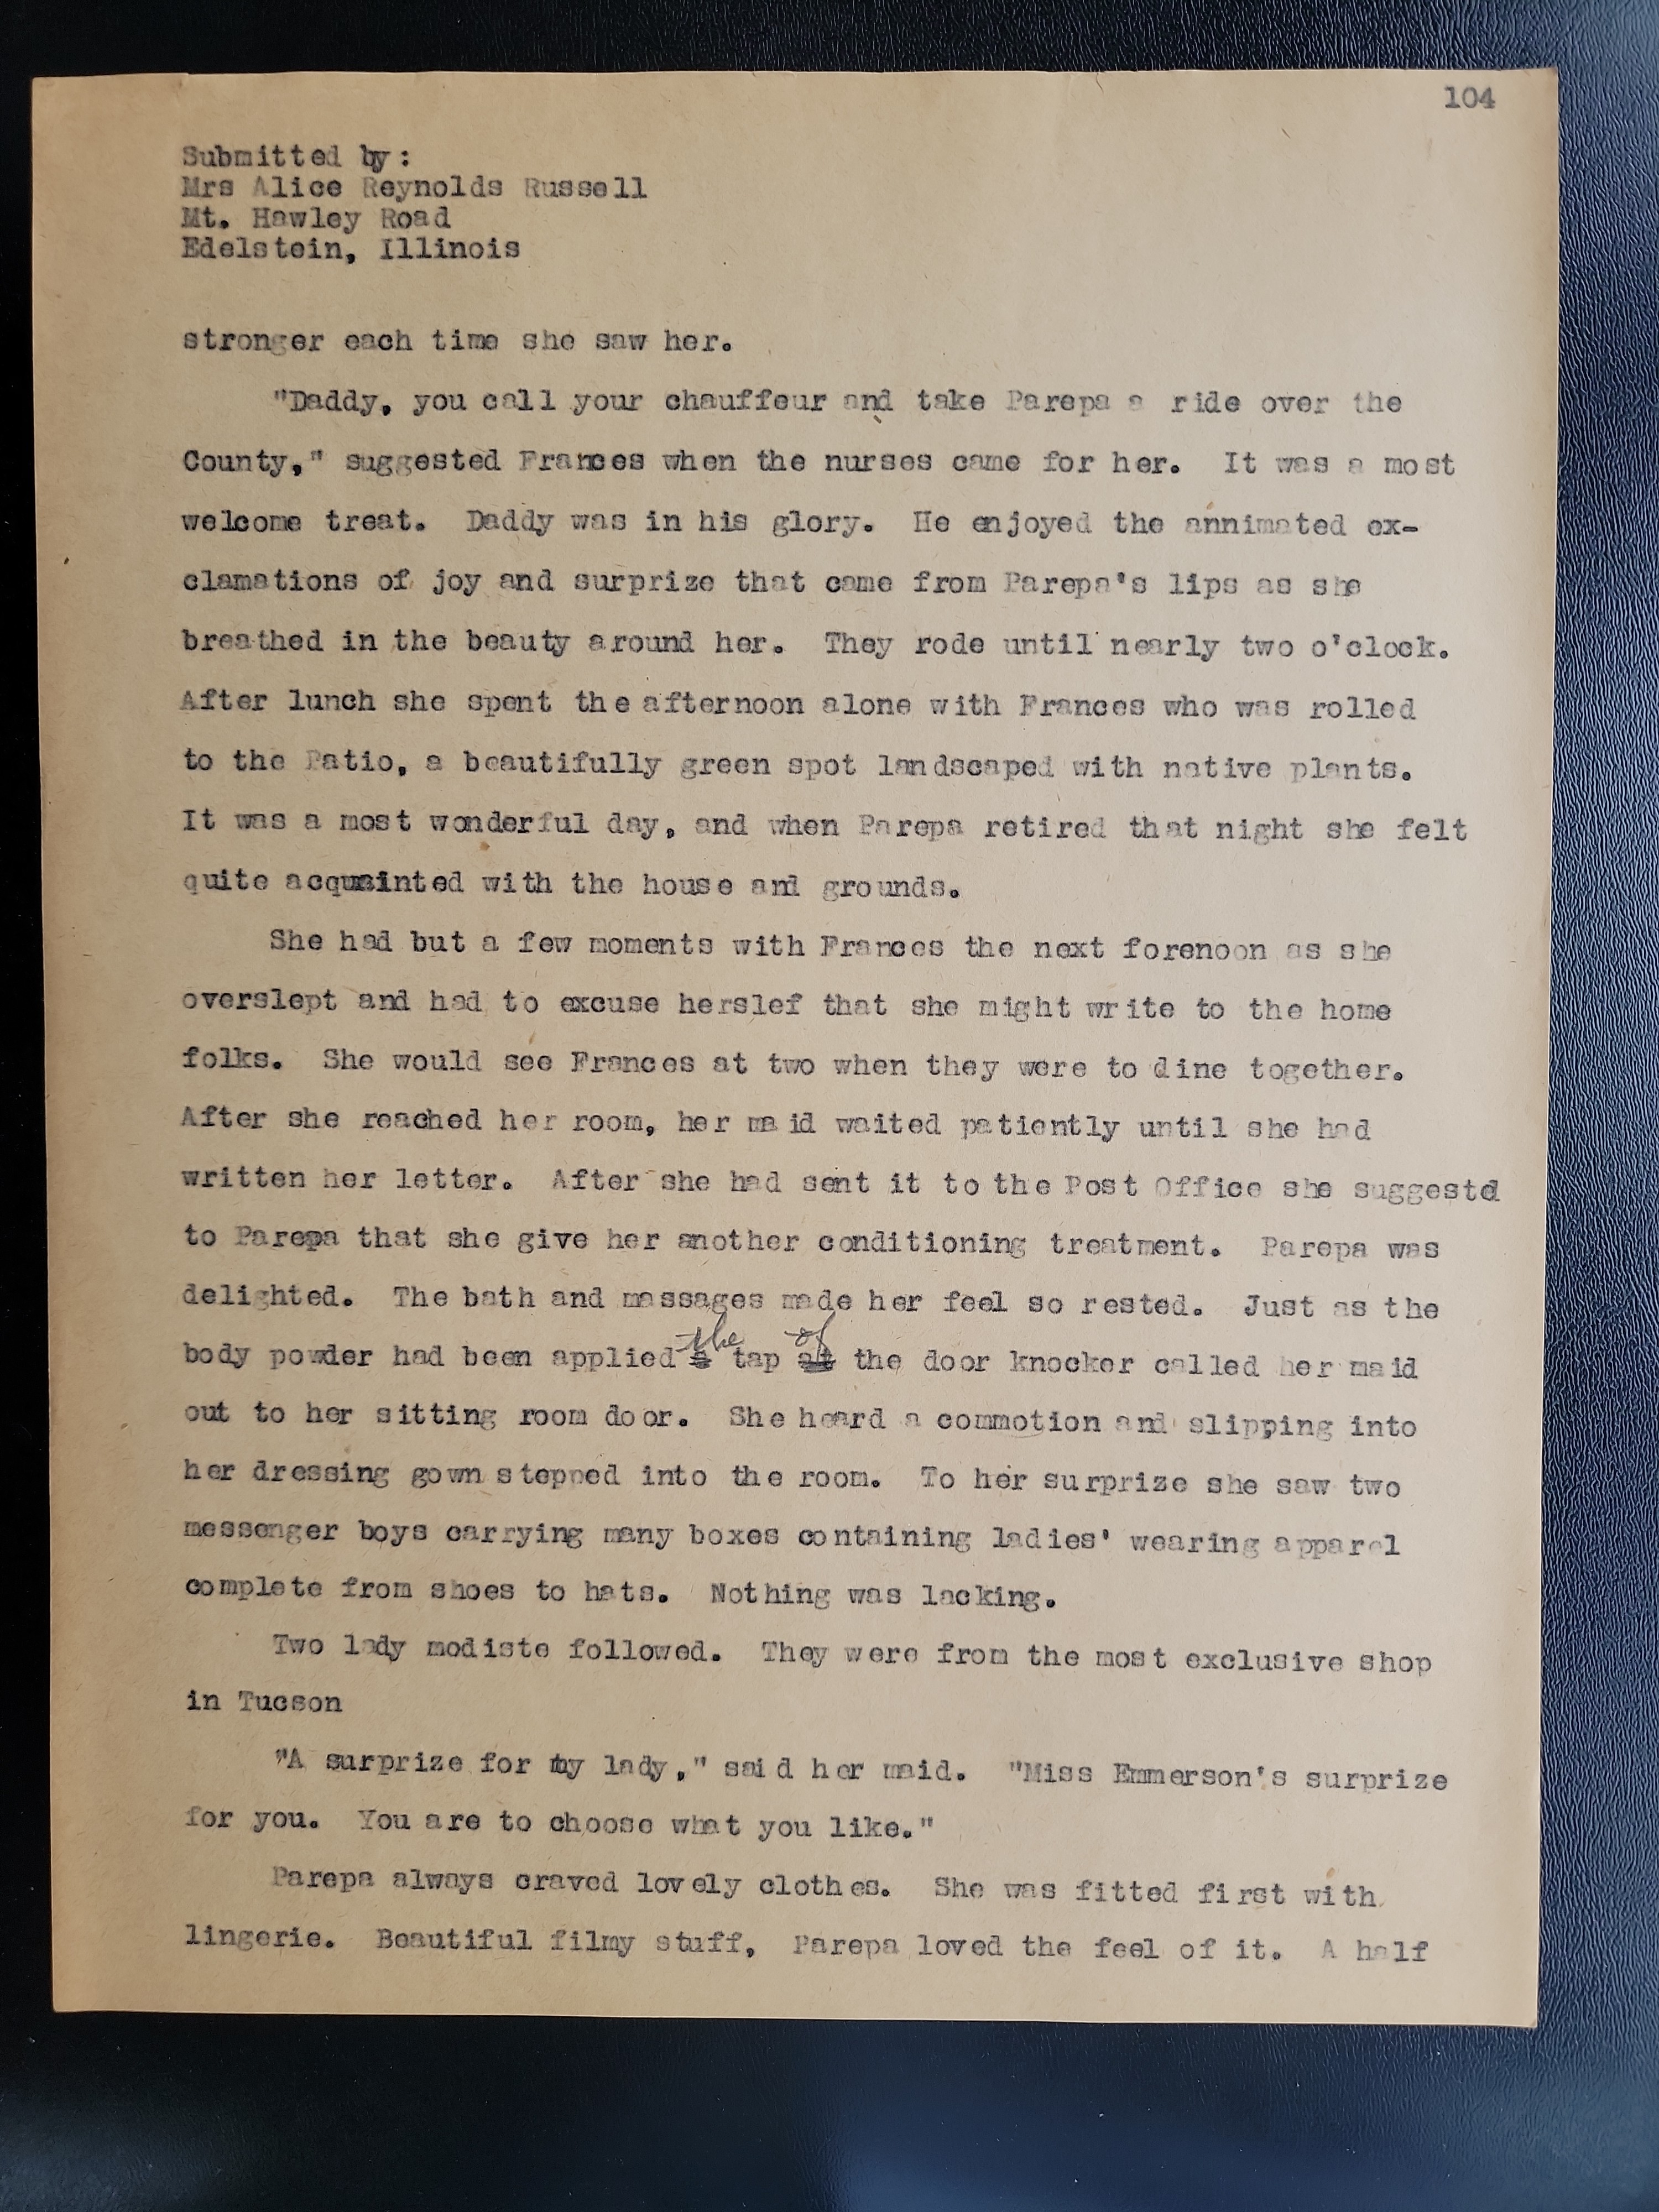 104
Submitted by:
Mrs Alice Reynolds Russell
Mt. Hawley Road
Edelstein, Illinois
stronger each time she saw her.
"Daddy, you call your chauffeur and take Parepa a ride over the
County," suggested Frances when the nurses came for her. It was a most
welcome treat. Daddy was in his glory. He enjoyed the annimated ex-
clamations of joy and surprize that came from Parepa's lips as she
breathed in the beauty around her. They rode until nearly two o'clock.
After lunch she spent the afternoon alone with Frances who was rolled
to the Patio, a beautifully green spot landscaped with native plants.
It was a most wonderful day, and when Parepa retired that night she felt
quite acquainted with the house and grounds.
She had but a few moments with Frances the next forenoon as she
overslept and had to excuse herslef that she might write to the home
folks. She would see Frances at two when they were to dine together.
After she reached her room, her maid waited patiently until she had
written her letter. After she had sent it to the Post Office she suggestd
to Parepa that she give her another conditioning treatment. Parepa was
delighted. The bath and massages made her feel so rested. Just as the
body powder had been applied the tap of the door knocker called her maid
out to her sitting room door. She heard a commotion and slipping into
her dressing gown stepped into the room. To her surprize she saw two
messenger boys carrying many boxes containing ladies' wearing apparel
complete from shoes to hats. Nothing was lacking.
Two lady modiste followed. They were from the most exclusive shop
in Tucson
"A surprize for my lady," said her maid. "Miss Emmerson's surprize
for you. You are to choose what you like."
Parepa always craved lovely clothes. She was fitted first with
lingerie. Beautiful filmy stuff, Parepa loved the feel of it. A half